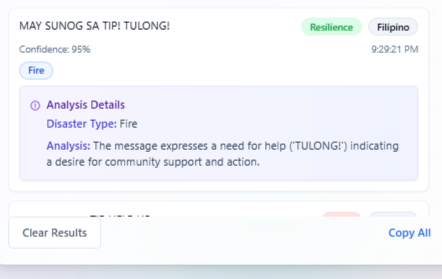 MAY SUNOG SA TIP! TULONG!
Resilience
Filipino
Confidence: 95%
9:29:21 PM
Fire
Analysis Details
Disaster Type: Fire
Analysis: The message expresses a need for help ('TULONG!') indicating
a desire for community support and action.
Clear Results
Copy All